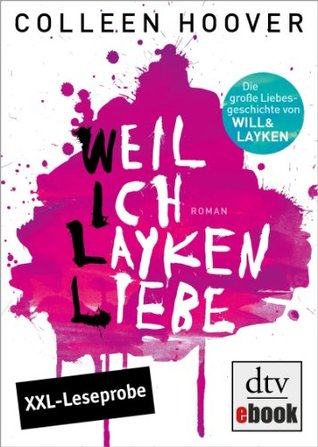 COLLEEN HOOVER
Die
große Liebes-
geschichte von
WILL &
LAYKEN
WEIL
ICH
ROMAN
LAYKEN
LIEBE
XXL-Leseprobe
dtv
ebook